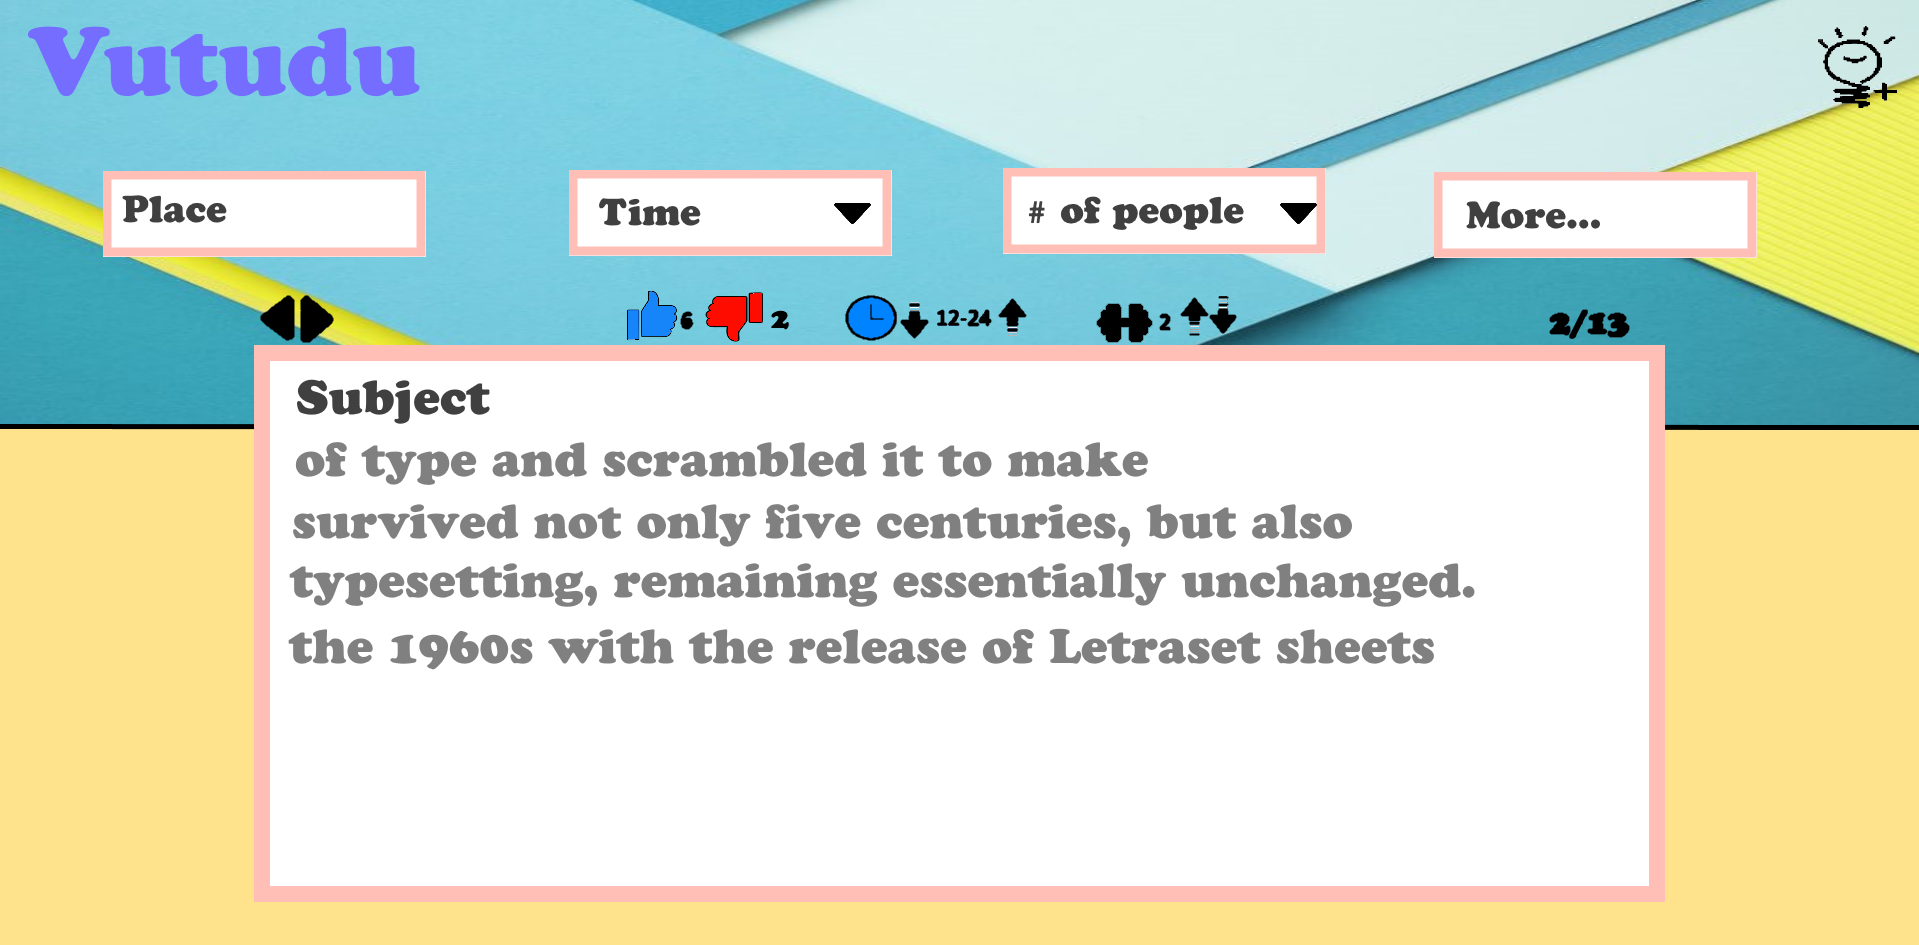 Vutudu
Place
Time
# of people
More...
6
2
12-24
2
2/13
Subject
of type and scrambled it to make
survived not only five centuries, but also
typesetting, remaining essentially unchanged.
the 1960s with the release of Letraset sheets